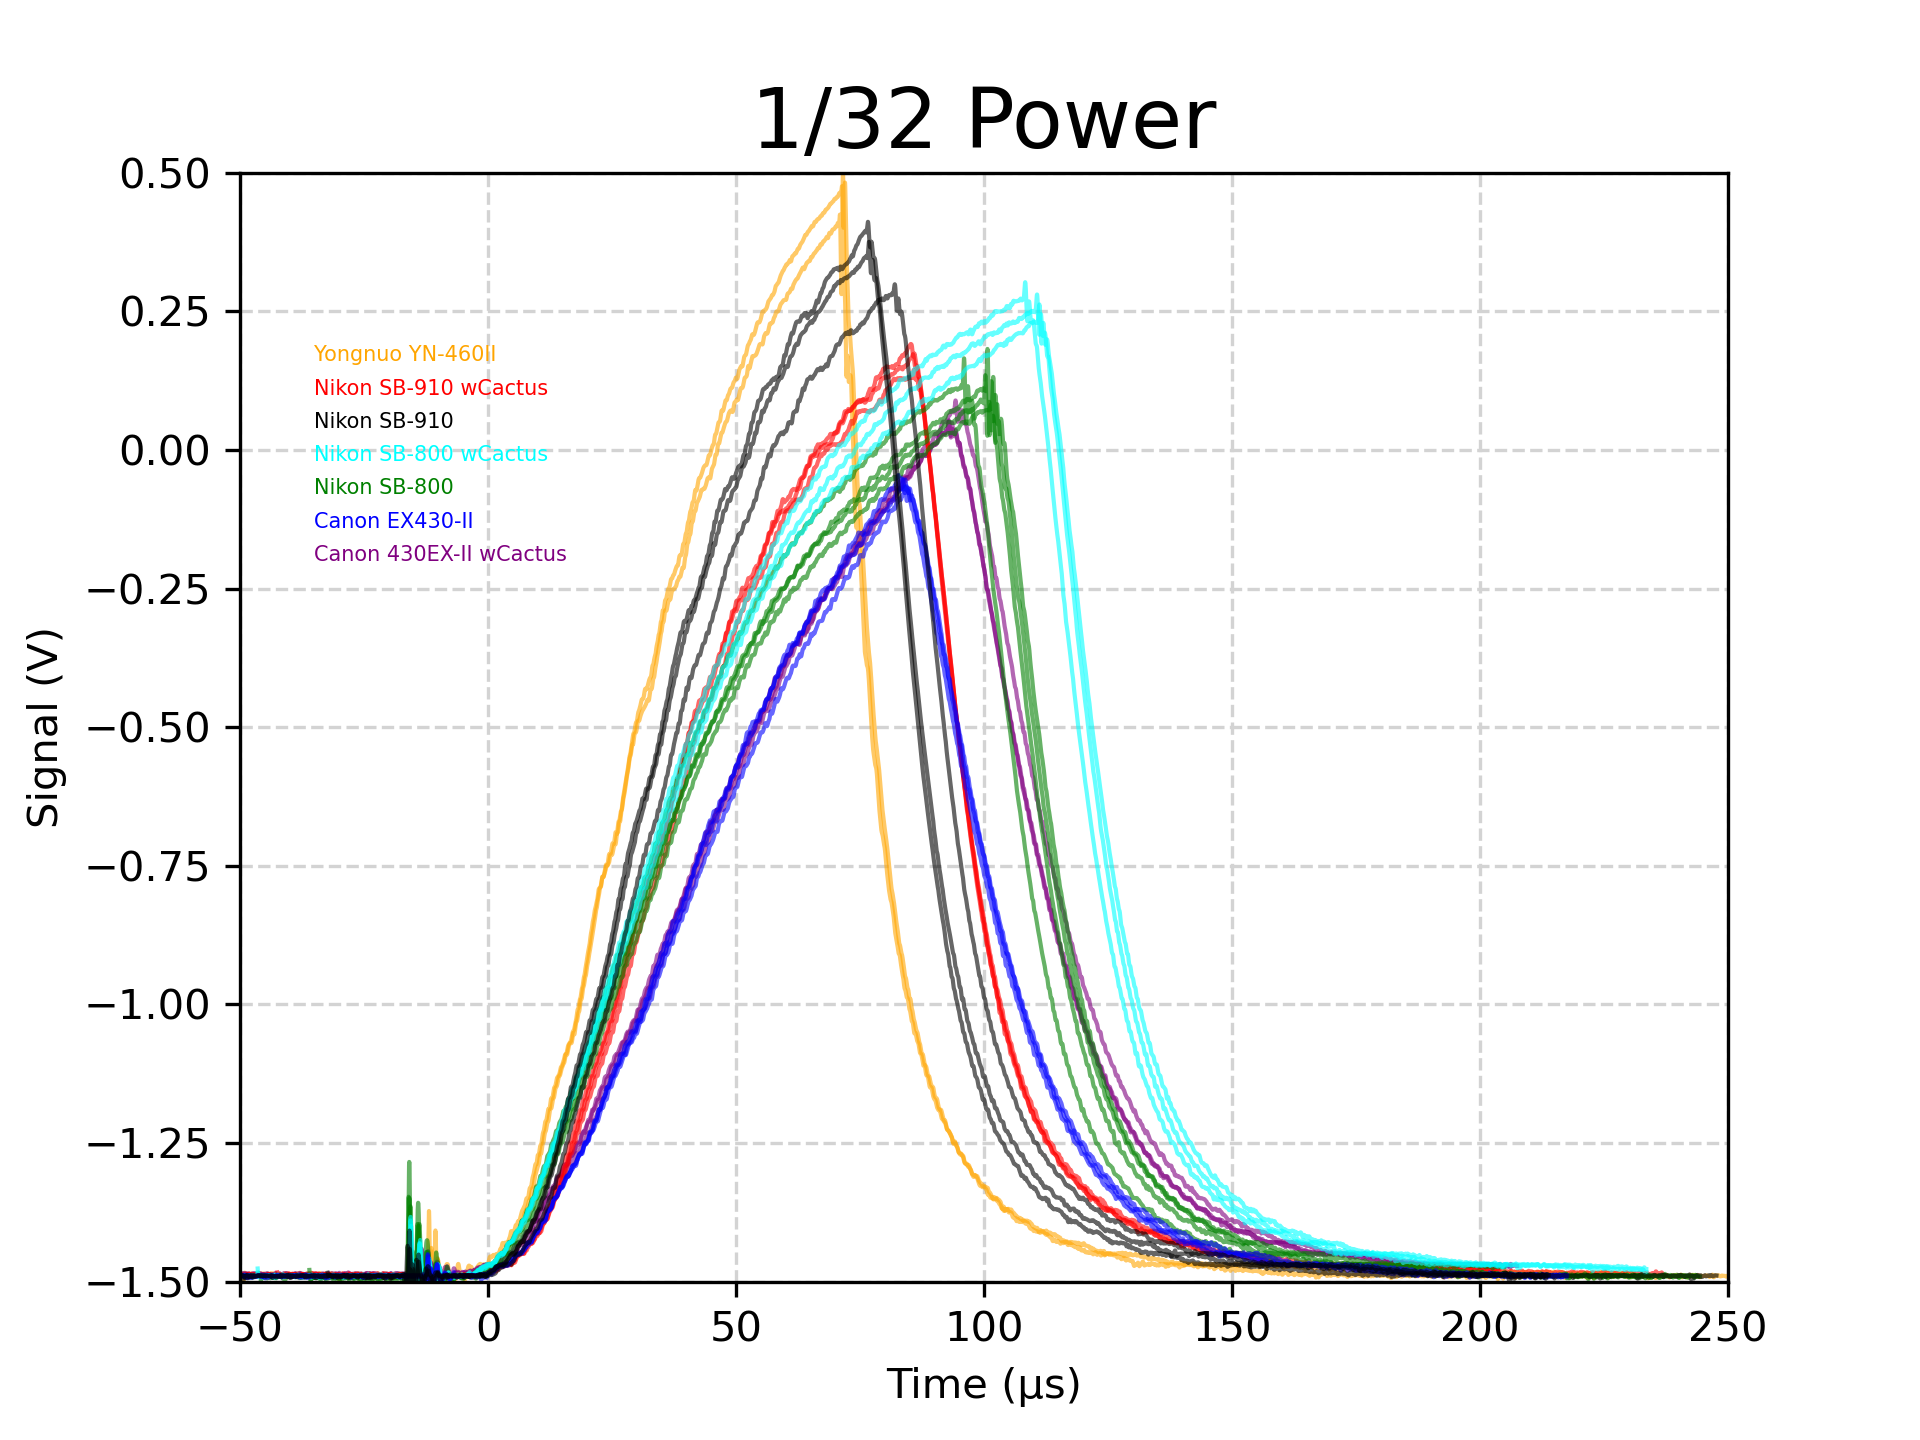 1/32 Power
0.50
0.25
0.00
−0.25
−0.50
−0.75
−1.00
−1.25
−1.50
Signal (V)
Yongnuo YN-460II
Nikon SB-910 wCactus
Nikon SB-910
Nikon SB-800 wCactus
Nikon SB-800
Canon EX430-II
Canon 430EX-II wCactus
−50 0 50 100 150 200 250
Time (µs)